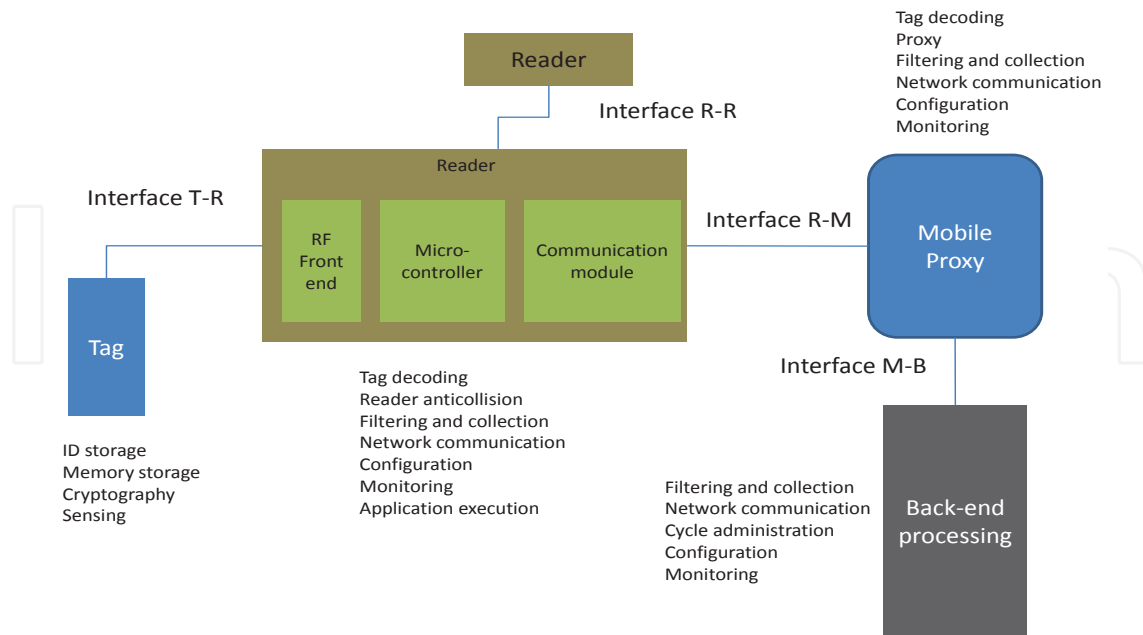 Tag decoding
Proxy
Filtering and collection
Network communication
Configuration
Monitoring
Reader
Interface R-R
Reader
Interface T-R
RF
Front
end
Micro-
controller
Communication
module
Interface R-M
Mobile
Proxy
Tag
Interface M-B
Tag decoding
Reader anticollision
Filtering and collection
Network communication
Configuration
Monitoring
Application execution
ID storage
Memory storage
Cryptography
Sensing
Filtering and collection
Network communication
Cycle administration
Configuration
Monitoring
Back-end
processing